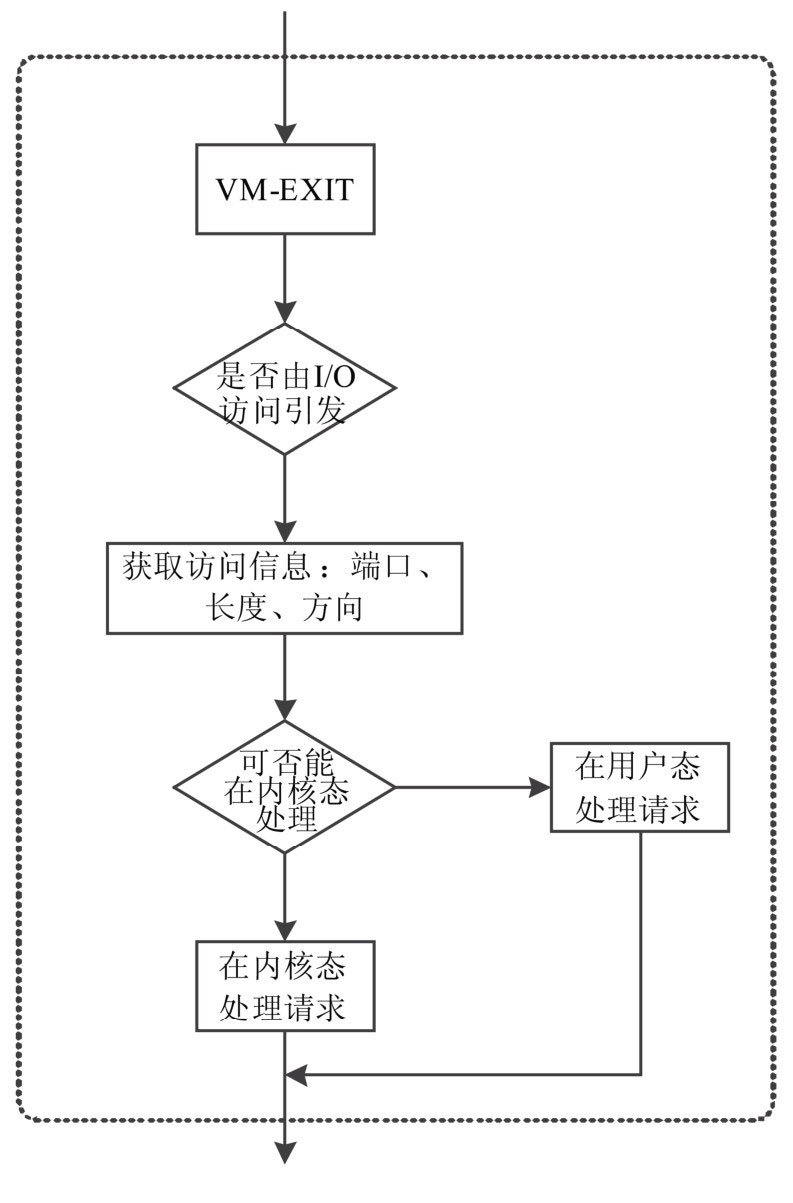 VM-EXIT
是否由I/O
访问引发
获取访问信息：端口、
长度、方向
可否能
在内核态
处理
在用户态
处理请求
在内核态
处理请求